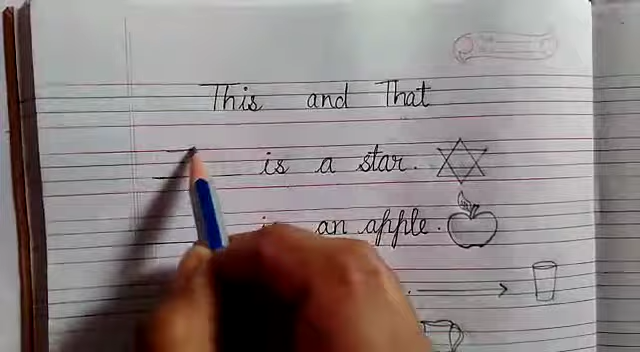 This and That
is a star.
an apple.